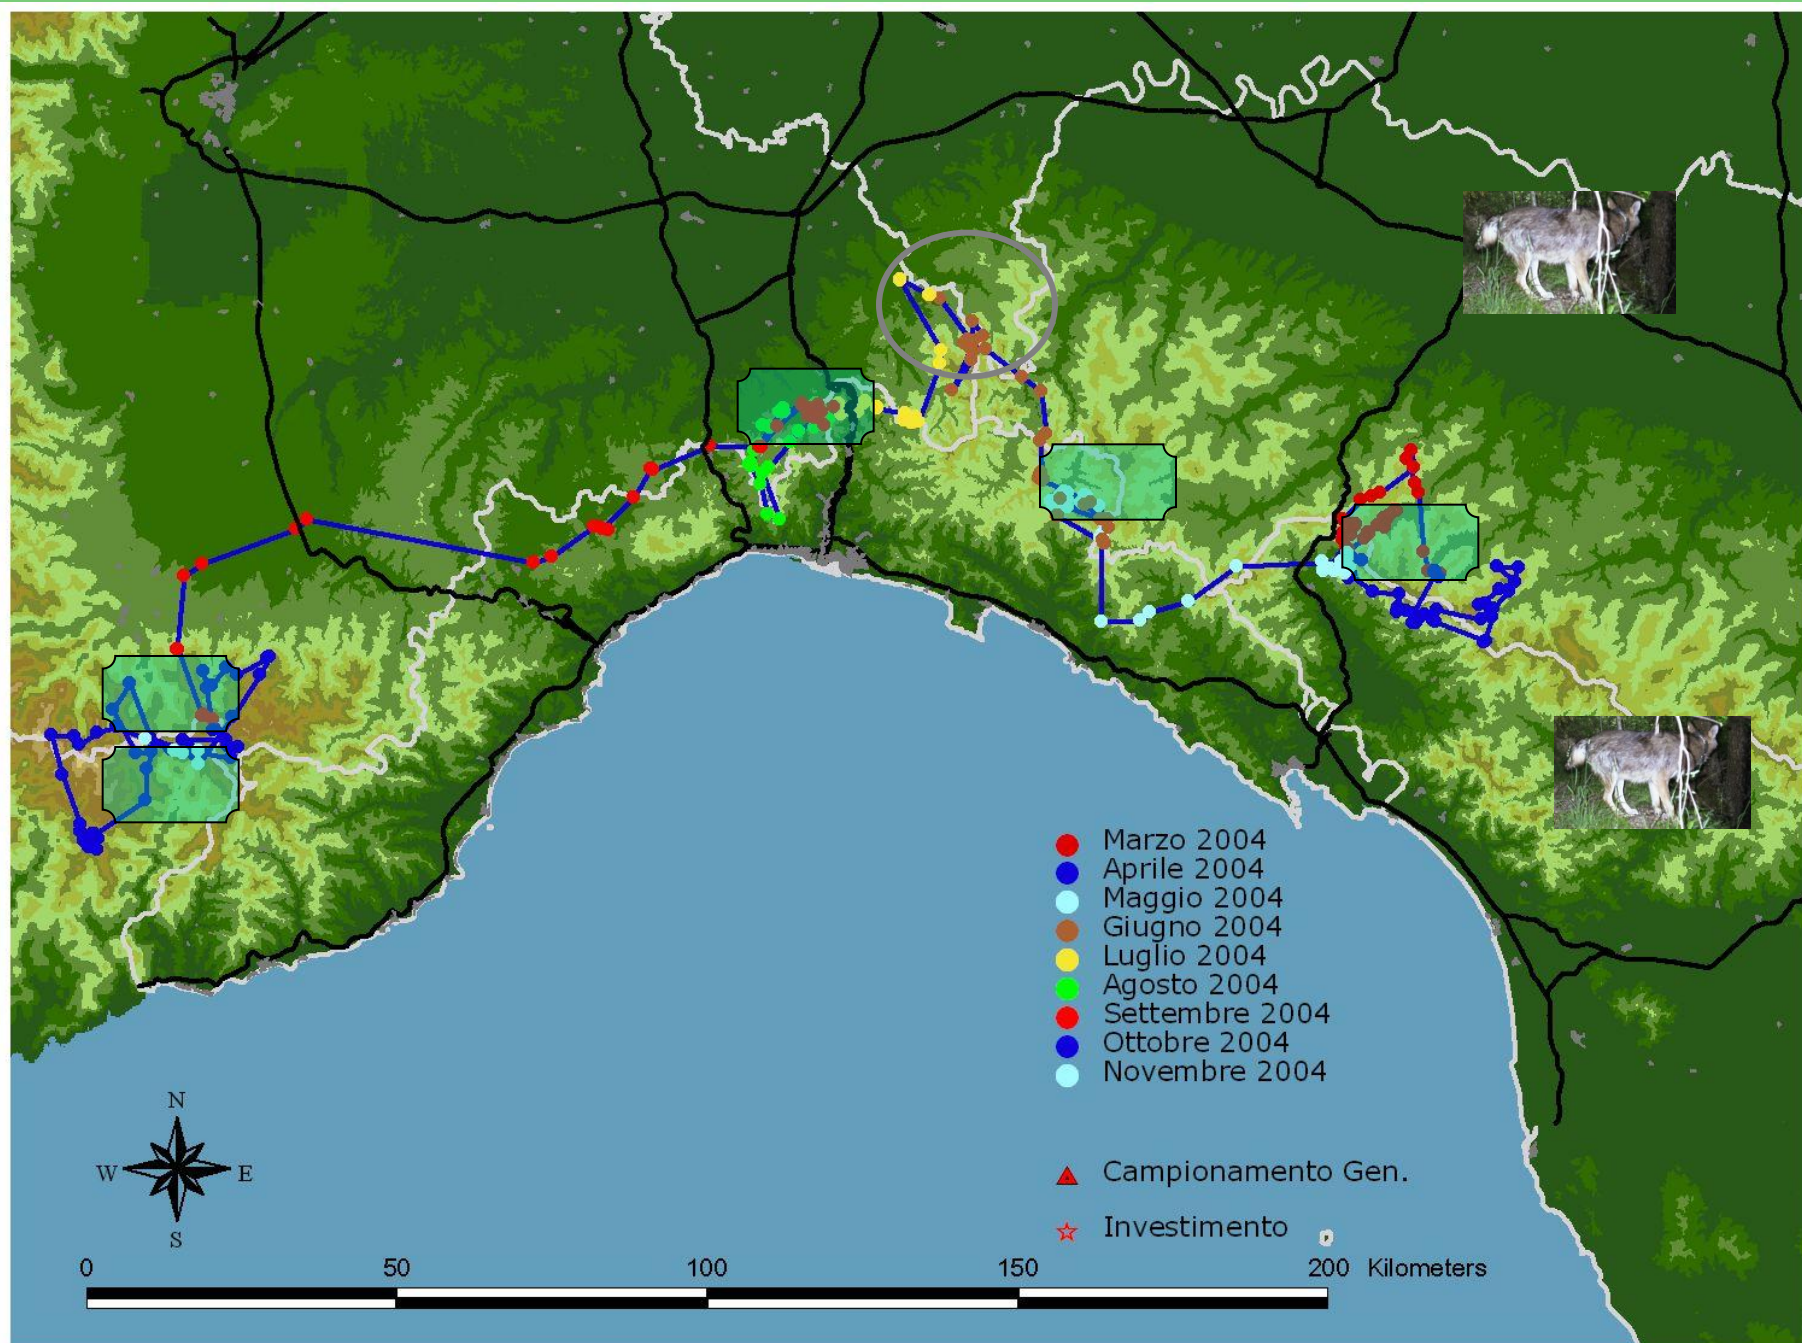 Marzo 2004
Aprile 2004
Maggio 2004
Giugno 2004
Luglio 2004
Agosto 2004
Settembre 2004
Ottobre 2004
Novembre 2004
N
W E
S
Campionamento Gen.
Investimento
0 50 100 150 200 Kilometers